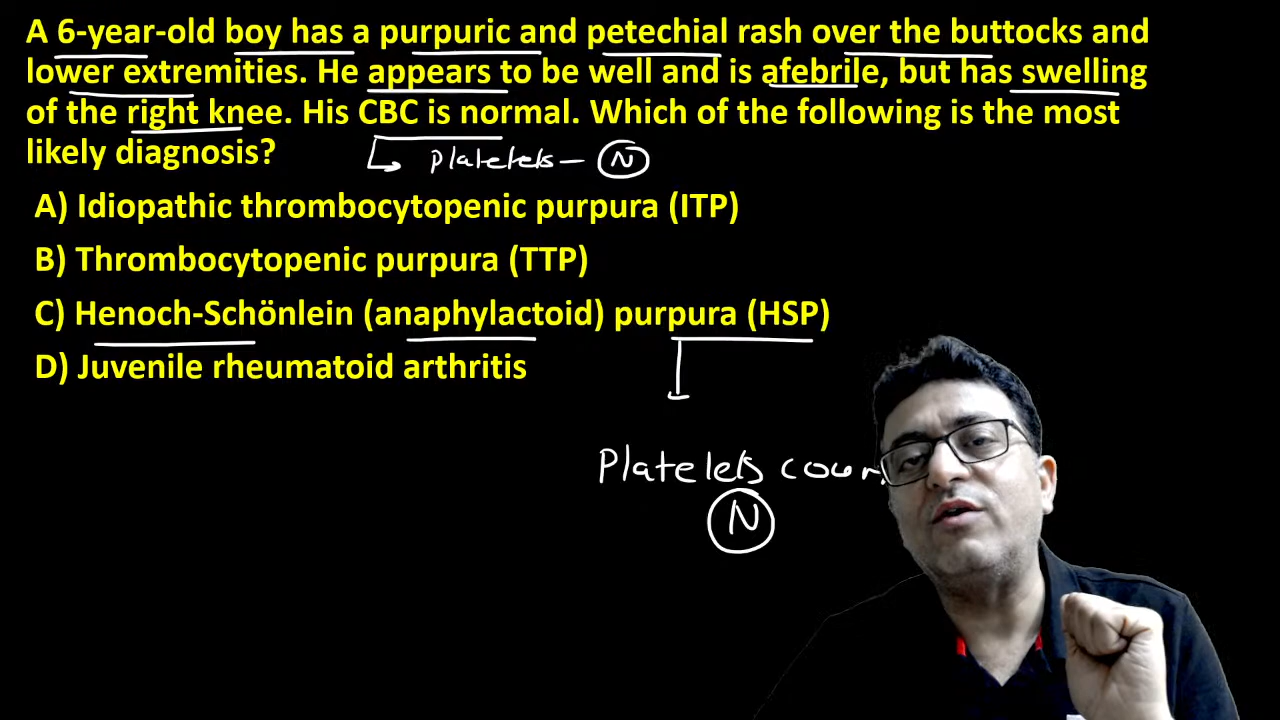 A 6-year-old boy has a purpuric and petechial rash over the buttocks and
lower extremities. He appears to be well and is afebrile, but has swelling
of the right knee. His CBC is normal. Which of the following is the most
likely diagnosis?
Platelets – N
A) Idiopathic thrombocytopenic purpura (ITP)
B) Thrombocytopenic purpura (TTP)
C) Henoch-Schönlein (anaphylactoid) purpura (HSP)
D) Juvenile rheumatoid arthritis
Platelets
N